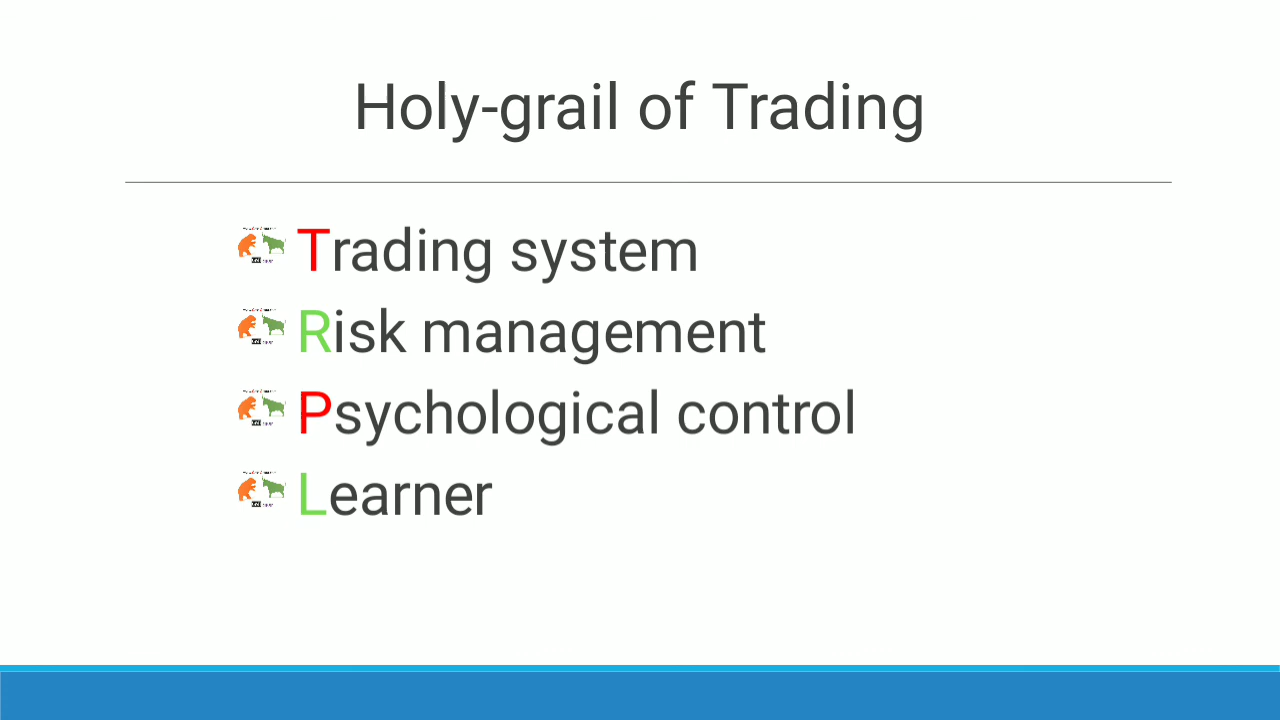 Holy-grail of Trading
Trading system
Risk management
Psychological control
Learner